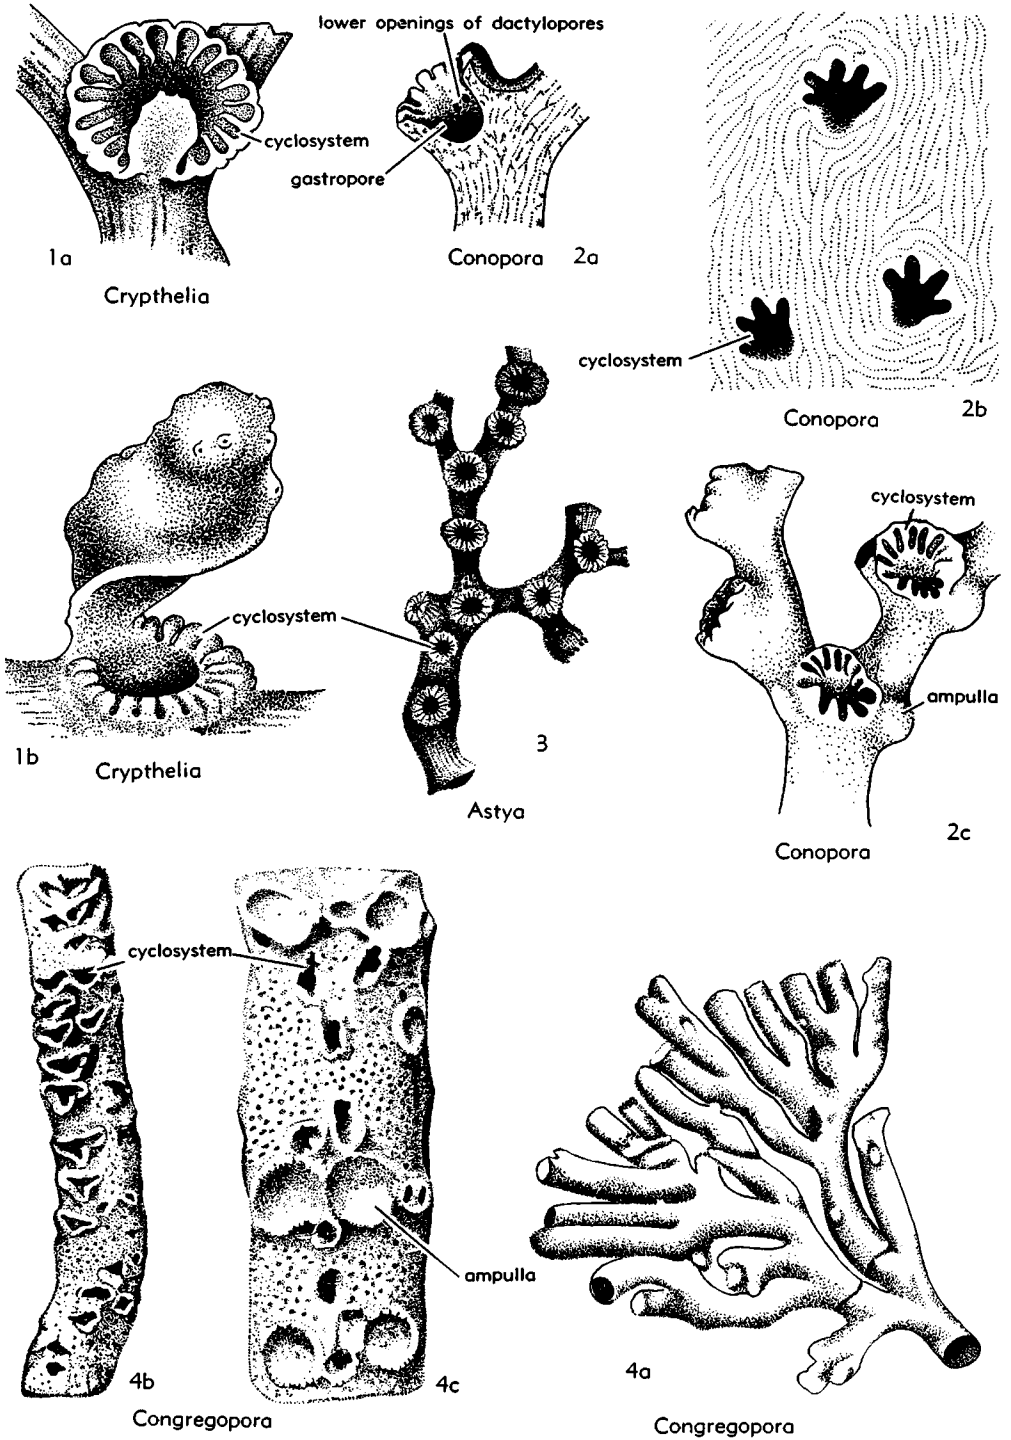 lower openings of dactylopores
cyclosystem
gastropore
1a
Crypthelia
Conopora 2a
cyclosystem
Conopora
2b
cyclosystem
1b
Crypthelia
3
Astya
cyclosystem
ampulla
2c
Conopora
cyclosystem
ampulla
4b
4c
Congregopora
4a
Congregopora